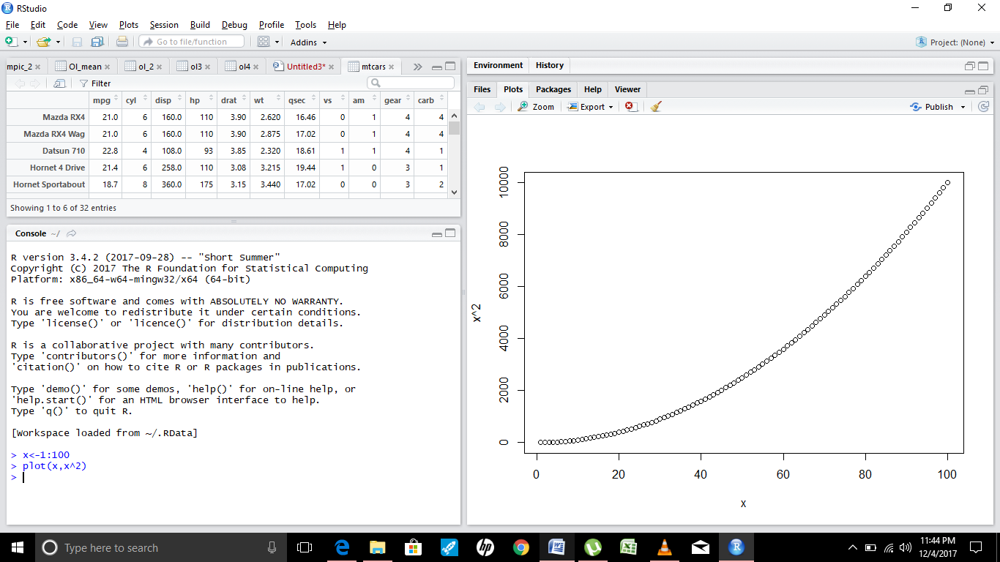 RStudio
File Edit Code View Plots Session Build Debug Profile Tools Help
Go to file/function Addins Project: (None)
mpic_2 Ol_mean ol_2 ol3 ol4 Untitled3* mtcars
Filter
mpg cyl disp hp drat wt qsec vs am gear carb
Mazda RX4 21.0 6 160.0 110 3.90 2.620 16.46 0 1 4 4
Mazda RX4 Wag 21.0 6 160.0 110 3.90 2.875 17.02 0 1 4 4
Datsun 710 22.8 4 108.0 93 3.85 2.320 18.61 1 1 4 1
Hornet 4 Drive 21.4 6 258.0 110 3.08 3.215 19.44 1 0 3 1
Hornet Sportabout 18.7 8 360.0 175 3.15 3.440 17.02 0 0 3 2
Showing 1 to 6 of 32 entries
Console ~/
R version 3.4.2 (2017-09-28) -- "Short Summer"
Copyright (C) 2017 The R Foundation for Statistical Computing
Platform: x86_64-w64-mingw32/x64 (64-bit)
R is free software and comes with ABSOLUTELY NO WARRANTY.
You are welcome to redistribute it under certain conditions.
Type 'license()' or 'licence()' for distribution details.
R is a collaborative project with many contributors.
Type 'contributors()' for more information and
'citation()' on how to cite R or R packages in publications.
Type 'demo()' for some demos, 'help()' for on-line help, or
'help.start()' for an HTML browser interface to help.
Type 'q()' to quit R.
[Workspace loaded from ~/.RData]
> x<-1:100
> plot(x,x^2)
>
Environment History
Files Plots Packages Help Viewer
Zoom Export Publish
10000
8000
6000
4000
2000
0
x^2
0 20 40 60 80 100
x
Type here to search
11:44 PM
12/4/2017